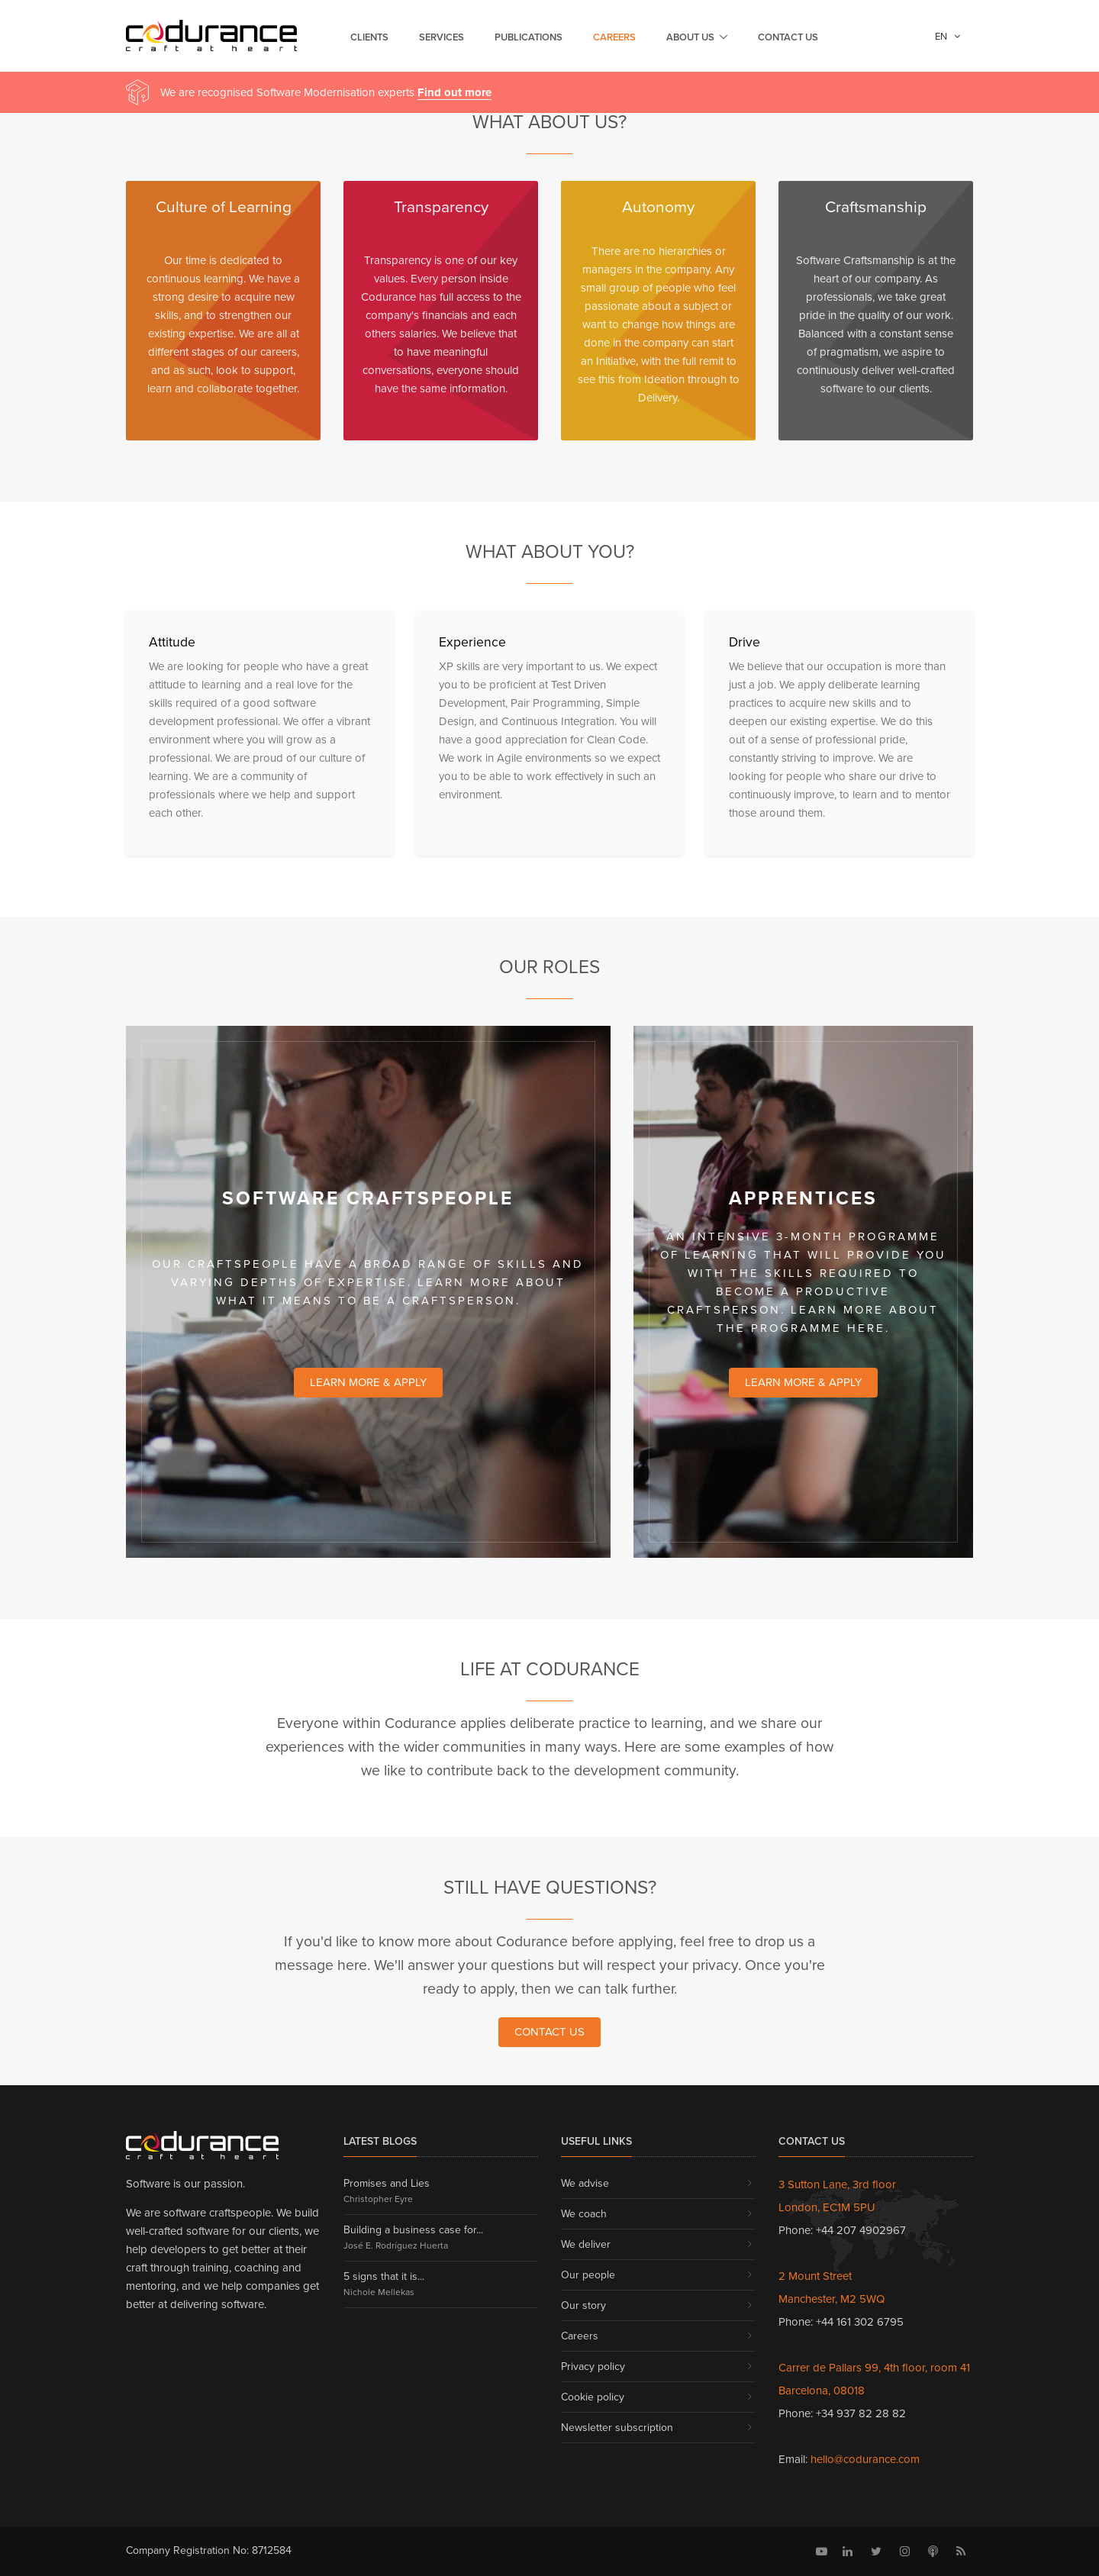 codurance
craft at heart
CLIENTS
SERVICES
PUBLICATIONS
CAREERS
ABOUT US
CONTACT US
EN
We are recognised Software Modernisation experts Find out more
WHAT ABOUT US?
Culture of Learning
Our time is dedicated to
continuous learning. We have a
strong desire to acquire new
skills, and to strengthen our
existing expertise. We are all at
different stages of our careers,
and as such, look to support,
learn and collaborate together.
Transparency
Transparency is one of our key
values. Every person inside
Codurance has full access to the
company's financials and each
others salaries. We believe that
to have meaningful
conversations, everyone should
have the same information.
Autonomy
There are no hierarchies or
managers in the company. Any
small group of people who feel
passionate about a subject or
want to change how things are
done in the company can start
an Initiative, with the full remit to
see this from Ideation through to
Delivery.
Craftsmanship
Software Craftsmanship is at the
heart of our company. As
professionals, we take great
pride in the quality of our work.
Balanced with a constant sense
of pragmatism, we aspire to
continuously deliver well-crafted
software to our clients.
WHAT ABOUT YOU?
Attitude
We are looking for people who have a great
attitude to learning and a real love for the
skills required of a good software
development professional. We offer a vibrant
environment where you will grow as a
professional. We are proud of our culture of
learning. We are a community of
professionals where we help and support
each other.
Experience
XP skills are very important to us. We expect
you to be proficient at Test Driven
Development, Pair Programming, Simple
Design, and Continuous Integration. You will
have a good appreciation for Clean Code.
We work in Agile environments so we expect
you to be able to work effectively in such an
environment.
Drive
We believe that our occupation is more than
just a job. We apply deliberate learning
practices to acquire new skills and to
deepen our existing expertise. We do this
out of a sense of professional pride,
constantly striving to improve. We are
looking for people who share our drive to
continuously improve, to learn and to mentor
those around them.
OUR ROLES
SOFTWARE CRAFTSPEOPLE
OUR CRAFTSPEOPLE HAVE A BROAD RANGE OF SKILLS AND
VARYING DEPTHS OF EXPERTISE. LEARN MORE ABOUT
WHAT IT MEANS TO BE A CRAFTSPERSON.
LEARN MORE & APPLY
APPRENTICES
AN INTENSIVE 3-MONTH PROGRAMME
OF LEARNING THAT WILL PROVIDE YOU
WITH THE SKILLS REQUIRED TO
BECOME A PRODUCTIVE
CRAFTSPERSON. LEARN MORE ABOUT
THE PROGRAMME HERE.
LEARN MORE & APPLY
LIFE AT CODURANCE
Everyone within Codurance applies deliberate practice to learning, and we share our
experiences with the wider communities in many ways. Here are some examples of how
we like to contribute back to the development community.
STILL HAVE QUESTIONS?
If you'd like to know more about Codurance before applying, feel free to drop us a
message here. We'll answer your questions but will respect your privacy. Once you're
ready to apply, then we can talk further.
CONTACT US
codurance
craft at heart
Software is our passion.
We are software craftspeople. We build
well-crafted software for our clients, we
help developers to get better at their
craft through training, coaching and
mentoring, and we help companies get
better at delivering software.
LATEST BLOGS
Promises and Lies
Christopher Eyre
Building a business case for...
José E. Rodríguez Huerta
5 signs that it is...
Nichole Mellekas
USEFUL LINKS
We advise
We coach
We deliver
Our people
Our story
Careers
Privacy policy
Cookie policy
Newsletter subscription
CONTACT US
3 Sutton Lane, 3rd floor
London, EC1M 5PU
Phone: +44 207 4902967
2 Mount Street
Manchester, M2 5WQ
Phone: +44 161 302 6795
Carrer de Pallars 99, 4th floor, room 41
Barcelona, 08018
Phone: +34 937 82 28 82
Email: hello@codurance.com
Company Registration No: 8712584